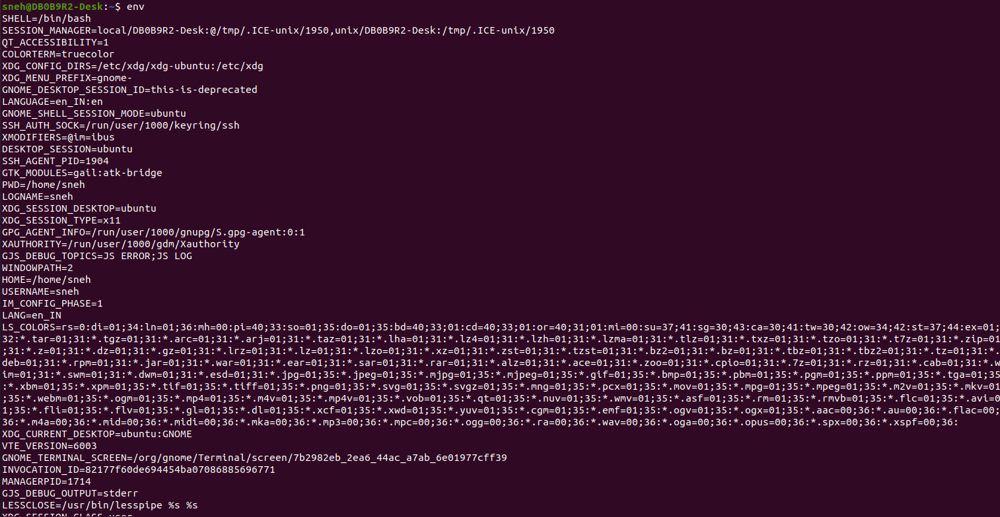 sneh@DB0B9R2-Desk:~$ env
SHELL=/bin/bash
SESSION_MANAGER=local/DB0B9R2-Desk:@/tmp/.ICE-unix/1950,unix/DB0B9R2-Desk:/tmp/.ICE-unix/1950
QT_ACCESSIBILITY=1
COLORTERM=truecolor
XDG_CONFIG_DIRS=/etc/xdg/xdg-ubuntu:/etc/xdg
XDG_MENU_PREFIX=gnome-
GNOME_DESKTOP_SESSION_ID=this-is-deprecated
LANGUAGE=en_IN:en
GNOME_SHELL_SESSION_MODE=ubuntu
SSH_AUTH_SOCK=/run/user/1000/keyring/ssh
XMODIFIERS=@im=ibus
DESKTOP_SESSION=ubuntu
SSH_AGENT_PID=1904
GTK_MODULES=gail:atk-bridge
PWD=/home/sneh
LOGNAME=sneh
XDG_SESSION_DESKTOP=ubuntu
XDG_SESSION_TYPE=x11
GPG_AGENT_INFO=/run/user/1000/gnupg/S.gpg-agent:0:1
XAUTHORITY=/run/user/1000/gdm/Xauthority
GJS_DEBUG_TOPICS=JS ERROR;JS LOG
WINDOWPATH=2
HOME=/home/sneh
USERNAME=sneh
IM_CONFIG_PHASE=1
LANG=en_IN
LS_COLORS=rs=0:di=01;34:ln=01;36:mh=00:pi=40;33:so=01;35:do=01;35:bd=40;33;01:cd=40;33;01:or=40;31;01:mi=00:su=37;41:sg=30;43:ca=30;41:tw=30;42:ow=34;42:st=37;44:ex=01;
32:*.tar=01;31:*.tgz=01;31:*.arc=01;31:*.arj=01;31:*.taz=01;31:*.lha=01;31:*.lz4=01;31:*.lzh=01;31:*.lzma=01;31:*.tlz=01;31:*.txz=01;31:*.tzo=01;31:*.t7z=01;31:*.zip=01
;31:*.z=01;31:*.dz=01;31:*.gz=01;31:*.lrz=01;31:*.lz=01;31:*.lzo=01;31:*.xz=01;31:*.zst=01;31:*.tzst=01;31:*.bz2=01;31:*.bz=01;31:*.tbz=01;31:*.tbz2=01;31:*.tz=01;31:*.
deb=01;31:*.rpm=01;31:*.jar=01;31:*.war=01;31:*.ear=01;31:*.sar=01;31:*.rar=01;31:*.alz=01;31:*.ace=01;31:*.zoo=01;31:*.cpio=01;31:*.7z=01;31:*.rz=01;31:*.cab=01;31:*.w
im=01;31:*.swm=01;31:*.dwm=01;31:*.esd=01;31:*.jpg=01;35:*.jpeg=01;35:*.mjpg=01;35:*.mjpeg=01;35:*.gif=01;35:*.bmp=01;35:*.pbm=01;35:*.pgm=01;35:*.ppm=01;35:*.tga=01;35
:*.xbm=01;35:*.xpm=01;35:*.tif=01;35:*.tiff=01;35:*.png=01;35:*.svg=01;35:*.svgz=01;35:*.mng=01;35:*.pcx=01;35:*.mov=01;35:*.mpg=01;35:*.mpeg=01;35:*.m2v=01;35:*.mkv=01
;35:*.webm=01;35:*.ogm=01;35:*.mp4=01;35:*.m4v=01;35:*.mp4v=01;35:*.vob=01;35:*.qt=01;35:*.nuv=01;35:*.wmv=01;35:*.asf=01;35:*.rm=01;35:*.rmvb=01;35:*.flc=01;35:*.avi=0
1;35:*.fli=01;35:*.flv=01;35:*.gl=01;35:*.dl=01;35:*.xcf=01;35:*.xwd=01;35:*.yuv=01;35:*.cgm=01;35:*.emf=01;35:*.ogv=01;35:*.ogx=01;35:*.aac=00;36:*.au=00;36:*.flac=00;
36:*.m4a=00;36:*.mid=00;36:*.midi=00;36:*.mka=00;36:*.mp3=00;36:*.mpc=00;36:*.ogg=00;36:*.ra=00;36:*.wav=00;36:*.oga=00;36:*.opus=00;36:*.spx=00;36:*.xspf=00;36:
XDG_CURRENT_DESKTOP=ubuntu:GNOME
VTE_VERSION=6003
GNOME_TERMINAL_SCREEN=/org/gnome/Terminal/screen/7b2982eb_2ea6_44ac_a7ab_6e01977cff39
INVOCATION_ID=82177f60de694454ba07086885696771
MANAGERPID=1714
GJS_DEBUG_OUTPUT=stderr
LESSCLOSE=/usr/bin/lesspipe %s %s